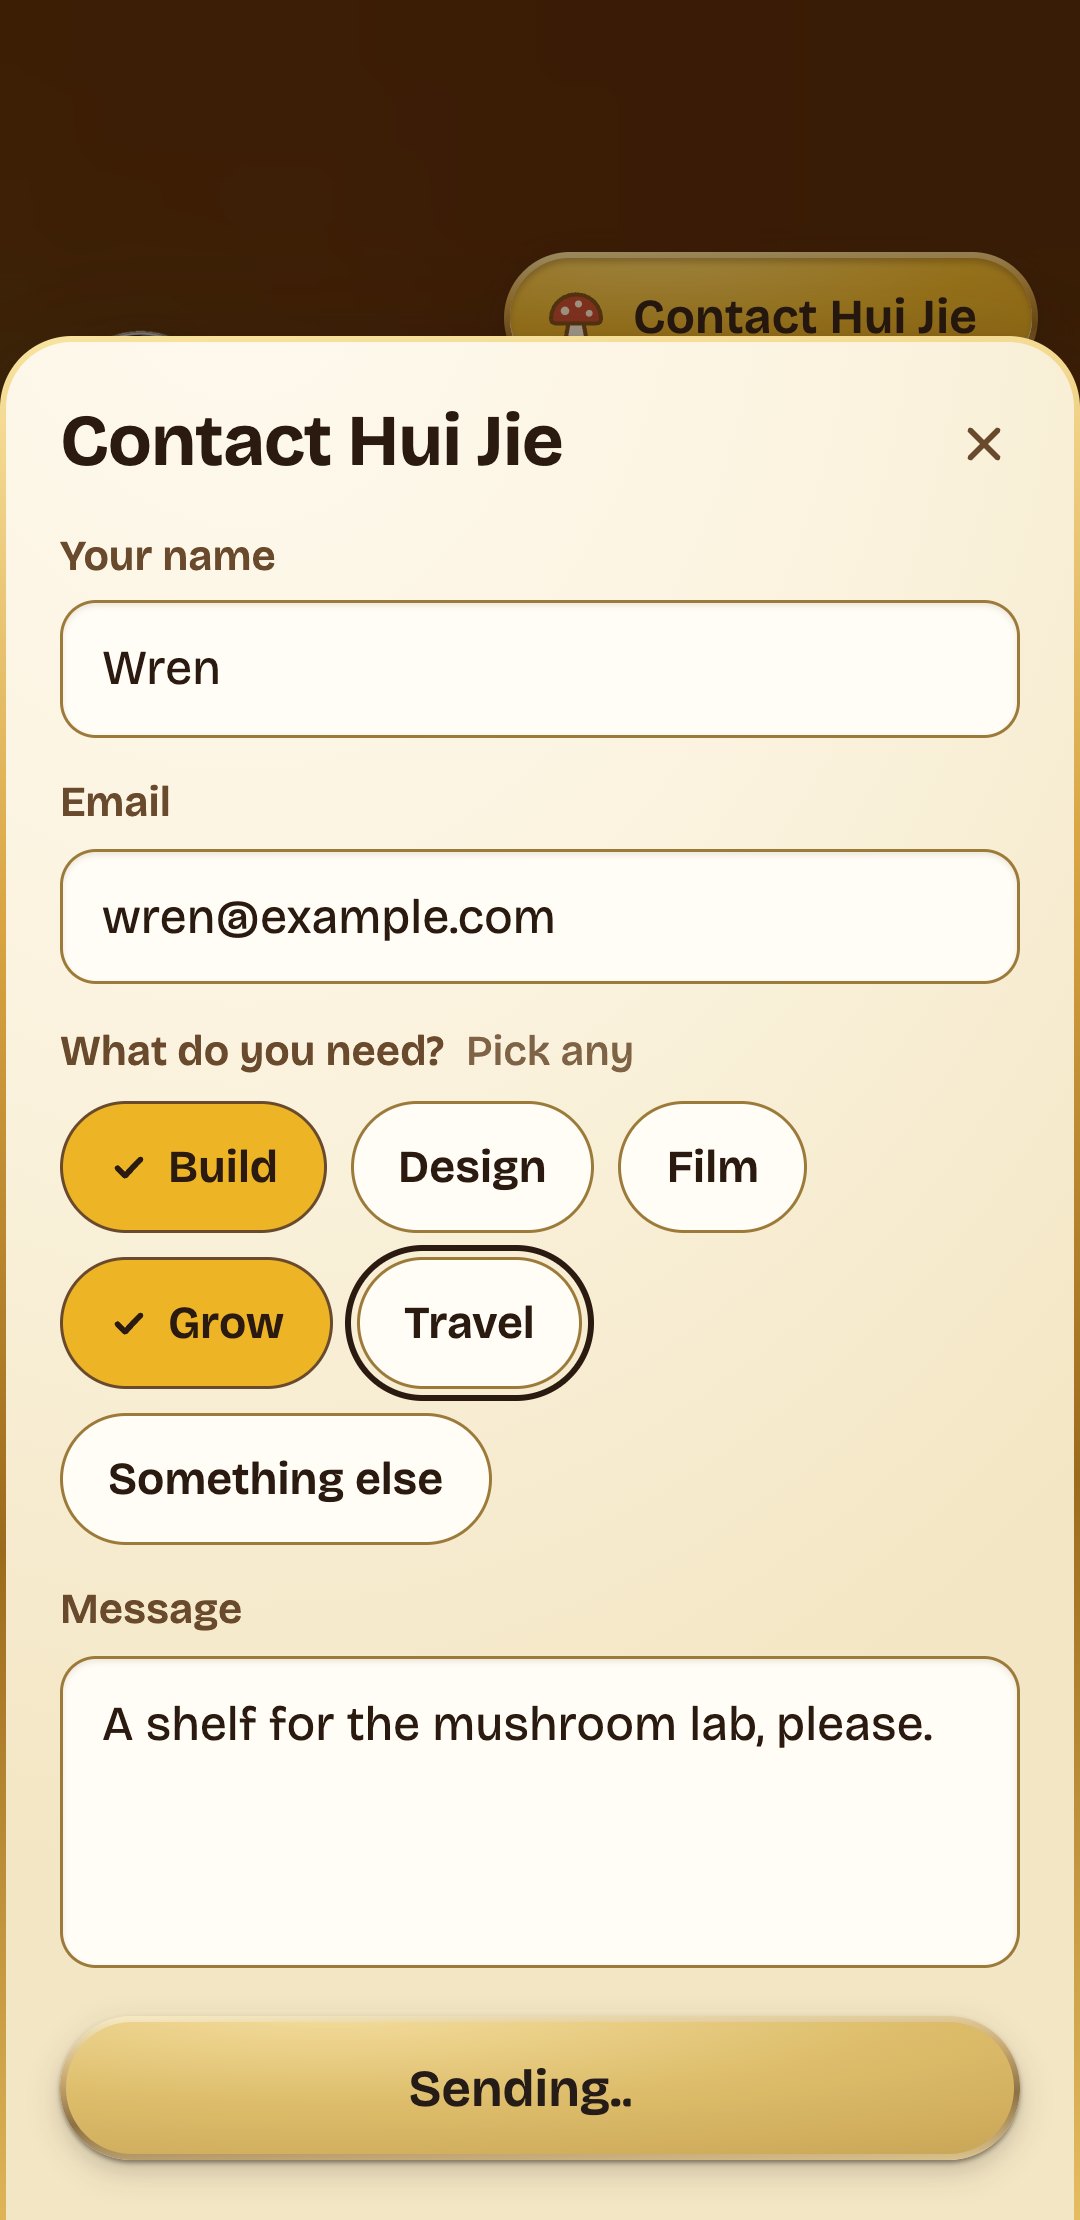 Contact Hui Jie
Contact Hui Jie
Your name
Wren
Email
wren@example.com
What do you need? Pick any
Build
Design
Film
Grow
Travel
Something else
Message
A shelf for the mushroom lab, please.
Sending..